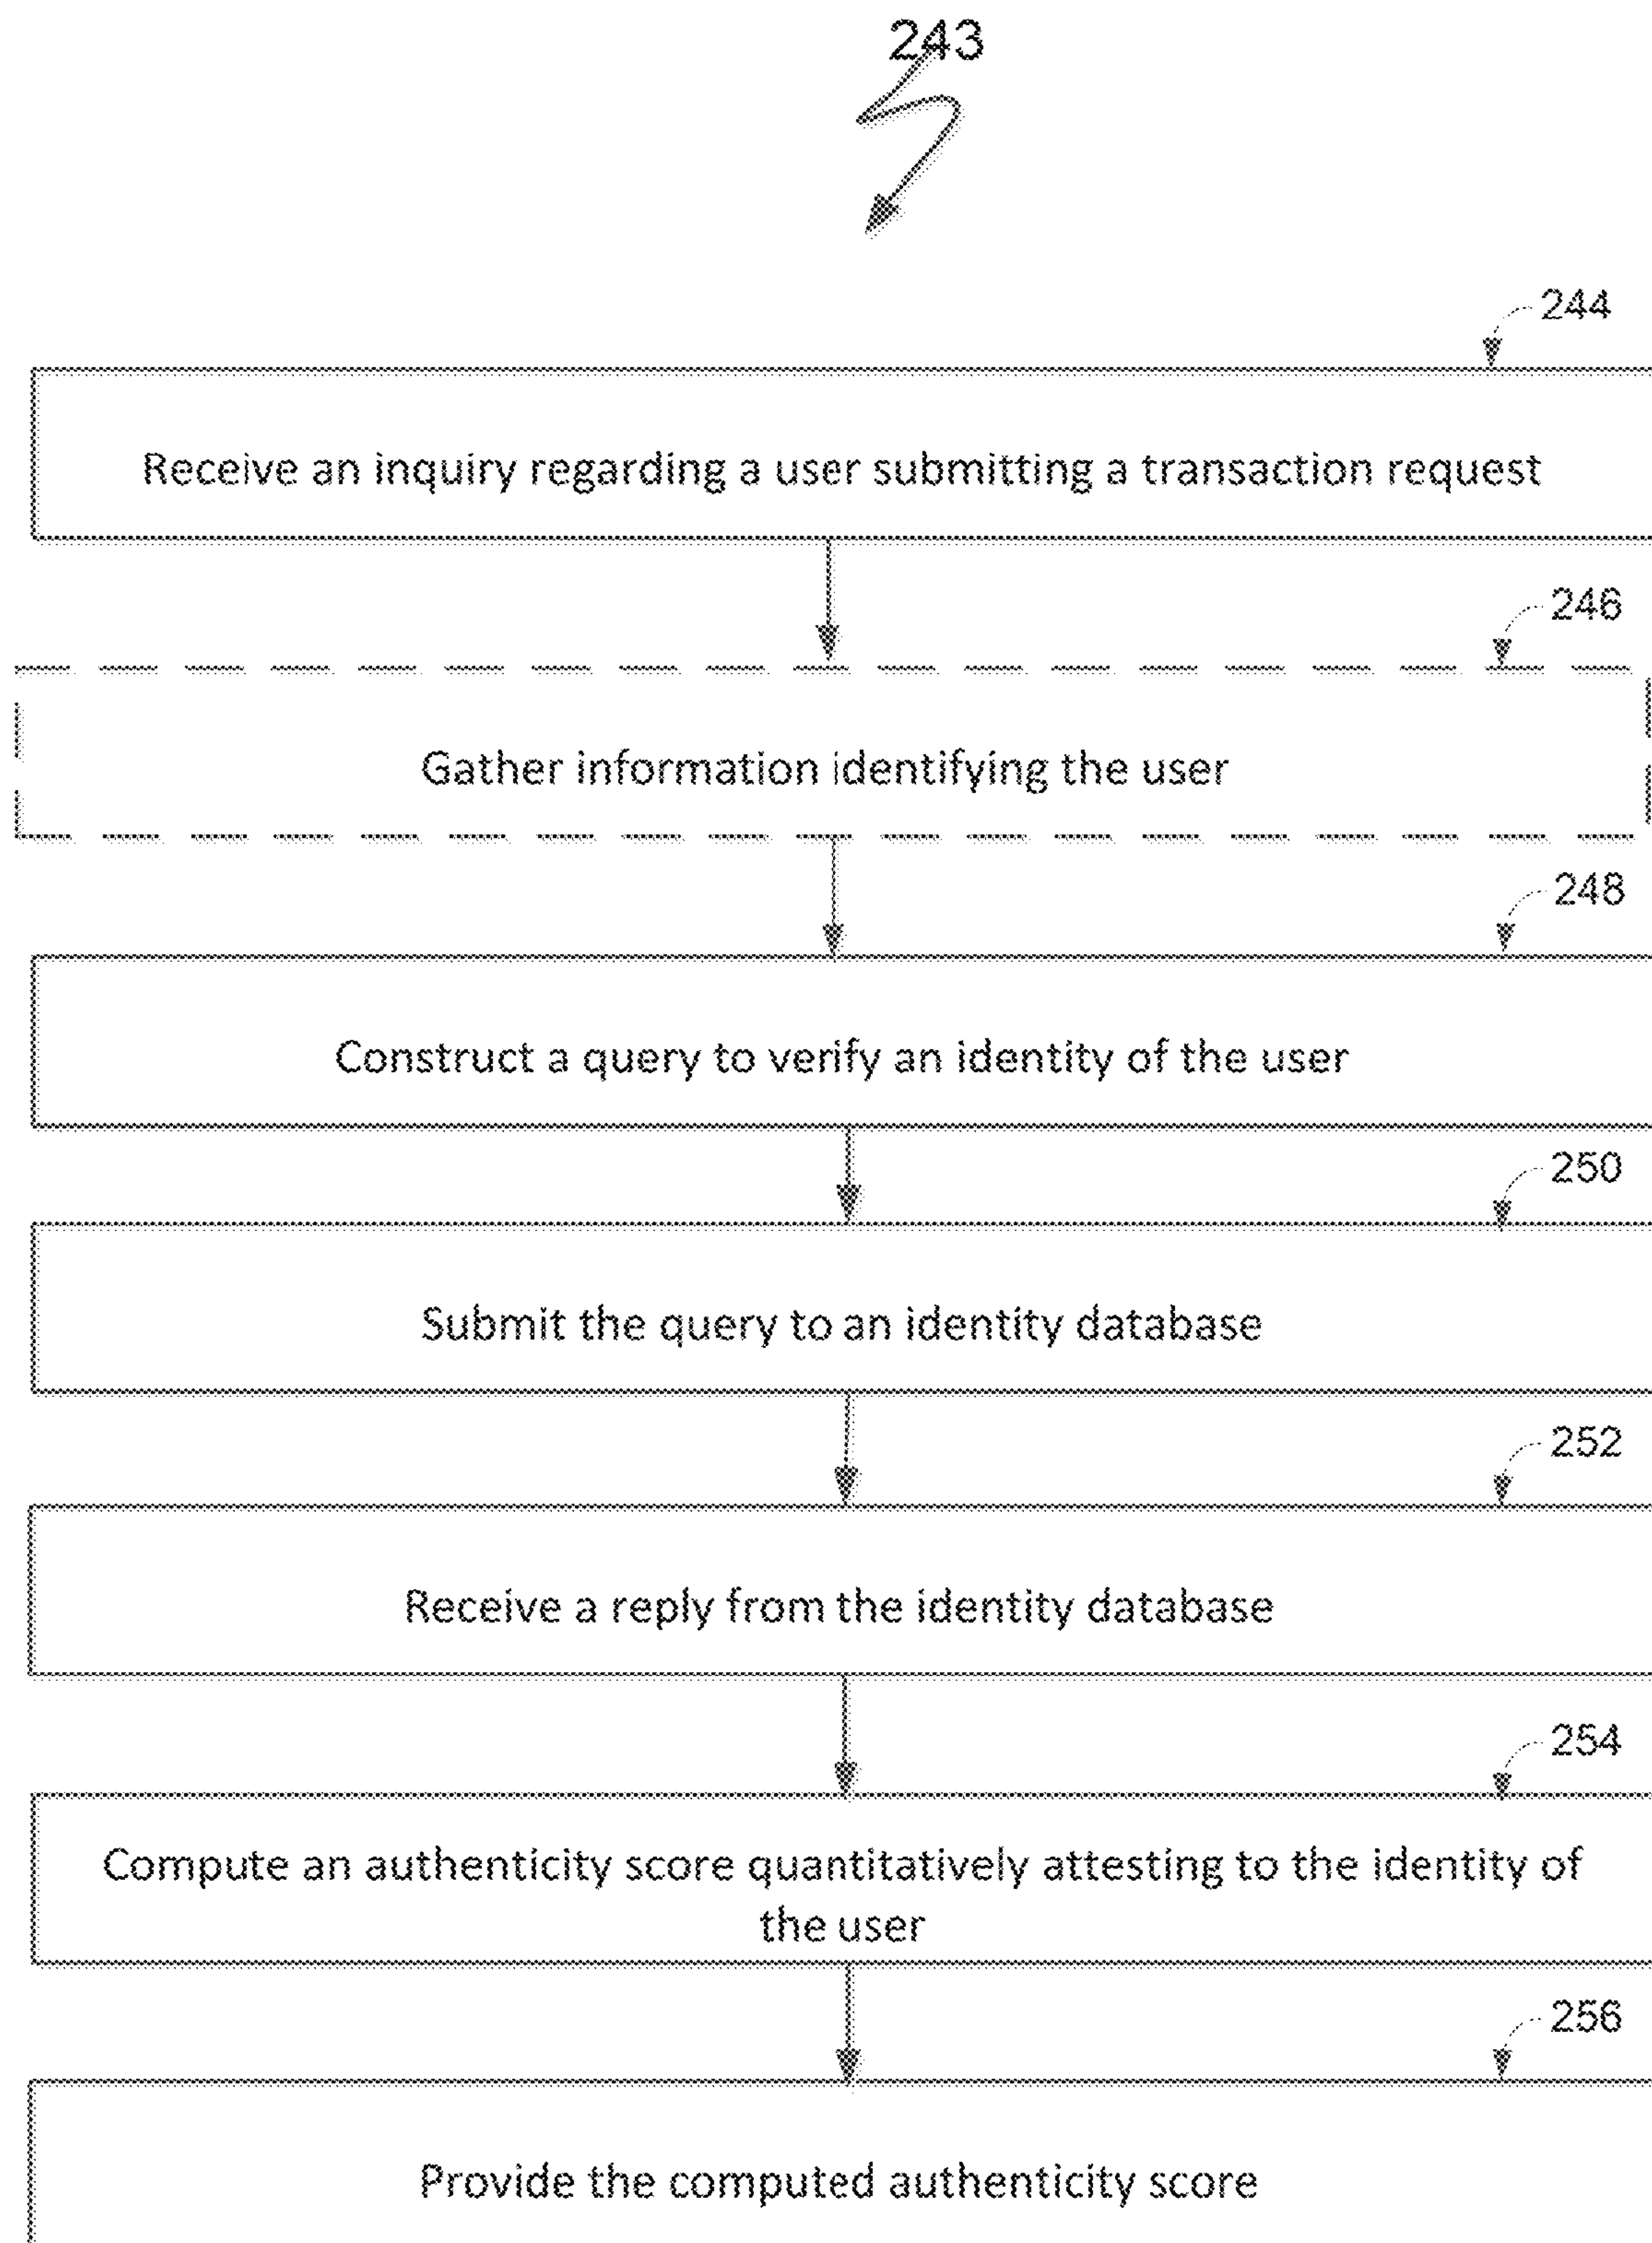 243
244
Receive an inquiry regarding a user submitting a transaction request
246
Gather information identifying the user
248
Construct a query to verify an identity of the user
250
Submit the query to an identity database
252
Receive a reply from the identity database
254
Compute an authenticity score quantitatively attesting to the identity of
the user
256
Provide the computed authenticity score